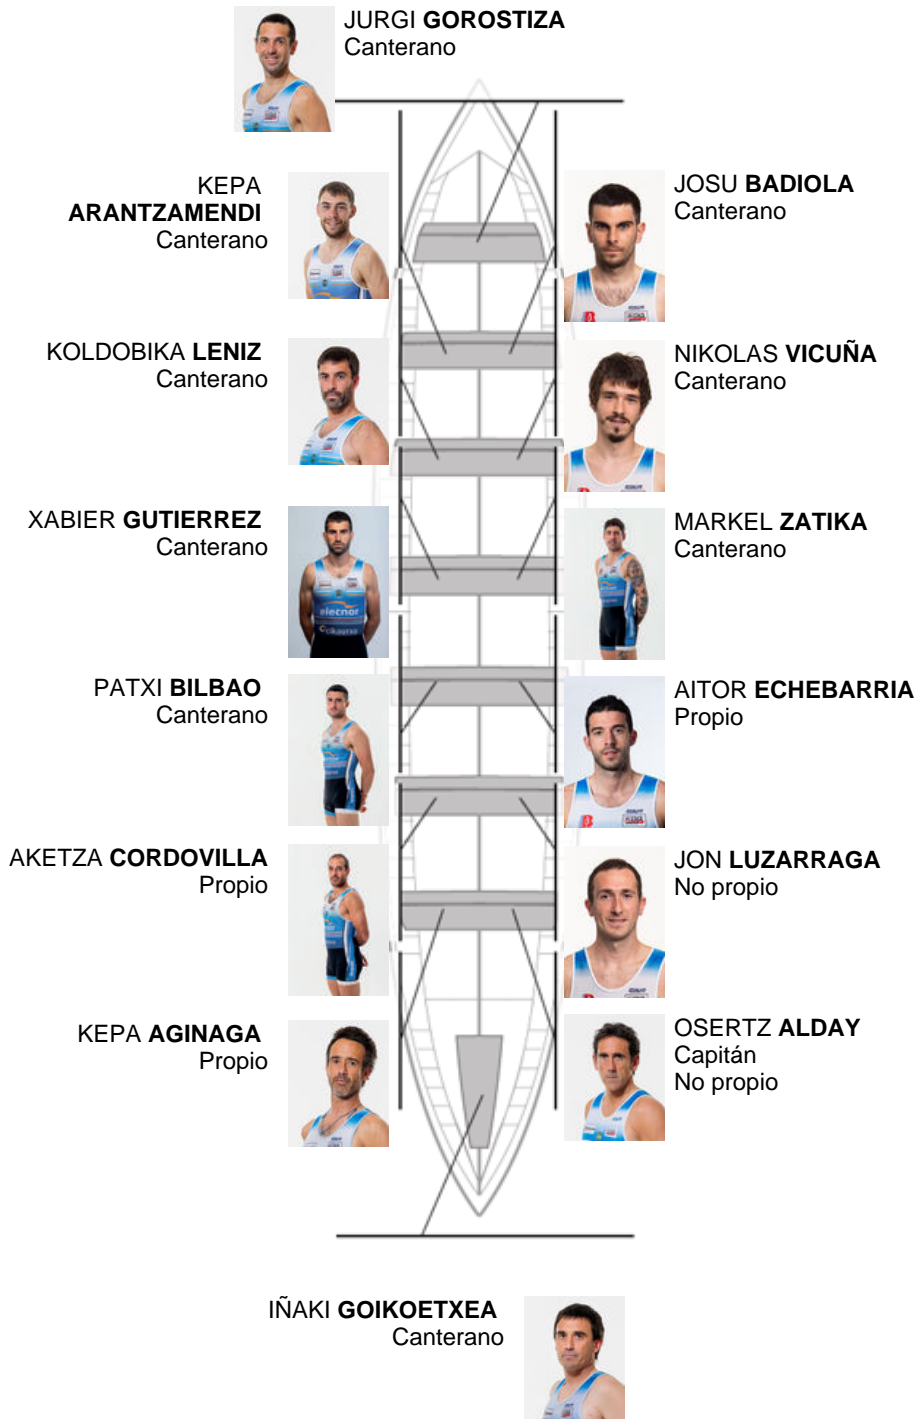 JURGI GOROSTIZA
Canterano
KEPA
ARANTZAMENDI
Canterano
JOSU BADIOLA
Canterano
KOLDOBIKA LENIZ
Canterano
NIKOLAS VICUÑA
Canterano
XABIER GUTIERREZ
Canterano
elecnor
MARKEL ZATIKA
Canterano
PATXI BILBAO
Canterano
AITOR ECHEBARRIA
Propio
AKETZA CORDOVILLA
Propio
JON LUZARRAGA
No propio
KEPA AGINAGA
Propio
OSERTZ ALDAY
Capitán
No propio
IÑAKI GOIKOETXEA
Canterano